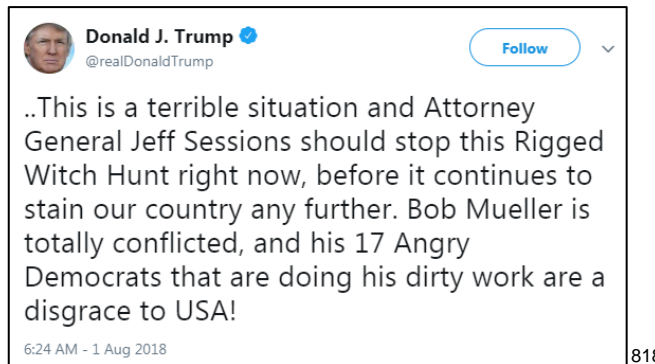 Donald J. Trump
@realDonaldTrump
Follow
..This is a terrible situation and Attorney
General Jeff Sessions should stop this Rigged
Witch Hunt right now, before it continues to
stain our country any further. Bob Mueller is
totally conflicted, and his 17 Angry
Democrats that are doing his dirty work are a
disgrace to USA!
6:24 AM - 1 Aug 2018
818